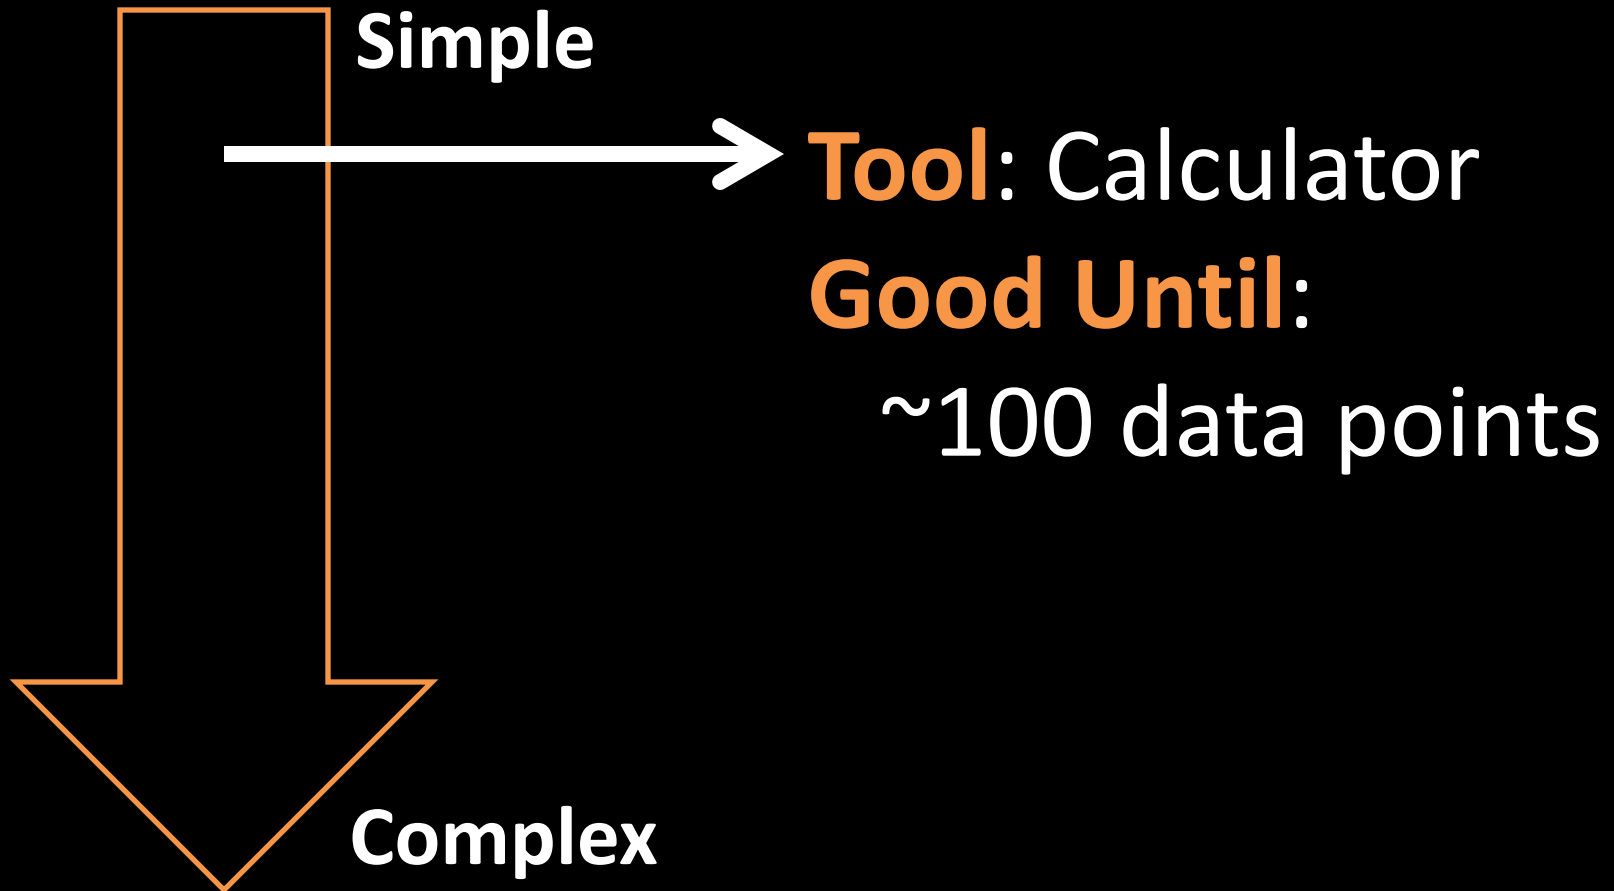 Simple
Tool: Calculator
Good Until:
~100 data points
Complex